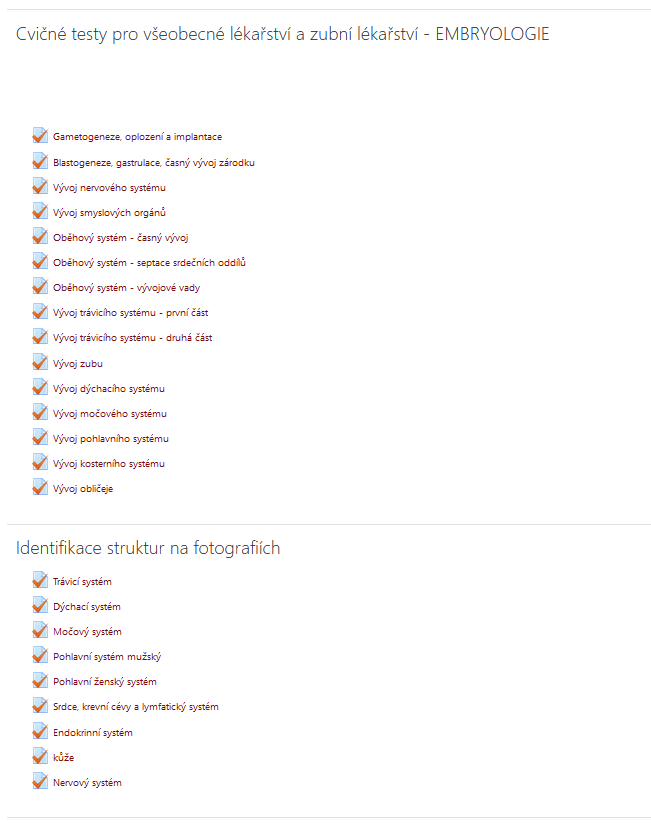 Cvičné testy pro všeobecné lékařství a zubní lékařství - EMBRYOLOGIE
Gametogeneze, oplození a implantace
Blastogeneze, gastrulace, časný vývoj zárodku
Vývoj nervového systému
Vývoj smyslových orgánů
Oběhový systém - časný vývoj
Oběhový systém - septace srdečních oddílů
Oběhový systém - vývojové vady
Vývoj trávicího systému - první část
Vývoj trávicího systému - druhá část
Vývoj zubu
Vývoj dýchacího systému
Vývoj močového systému
Vývoj pohlavního systému
Vývoj kosterního systému
Vývoj obličeje
Identifikace struktur na fotografiích
Trávicí systém
Dýchací systém
Močový systém
Pohlavní systém mužský
Pohlavní ženský systém
Srdce, krevní cévy a lymfatický systém
Endokrinní systém
kůže
Nervový systém